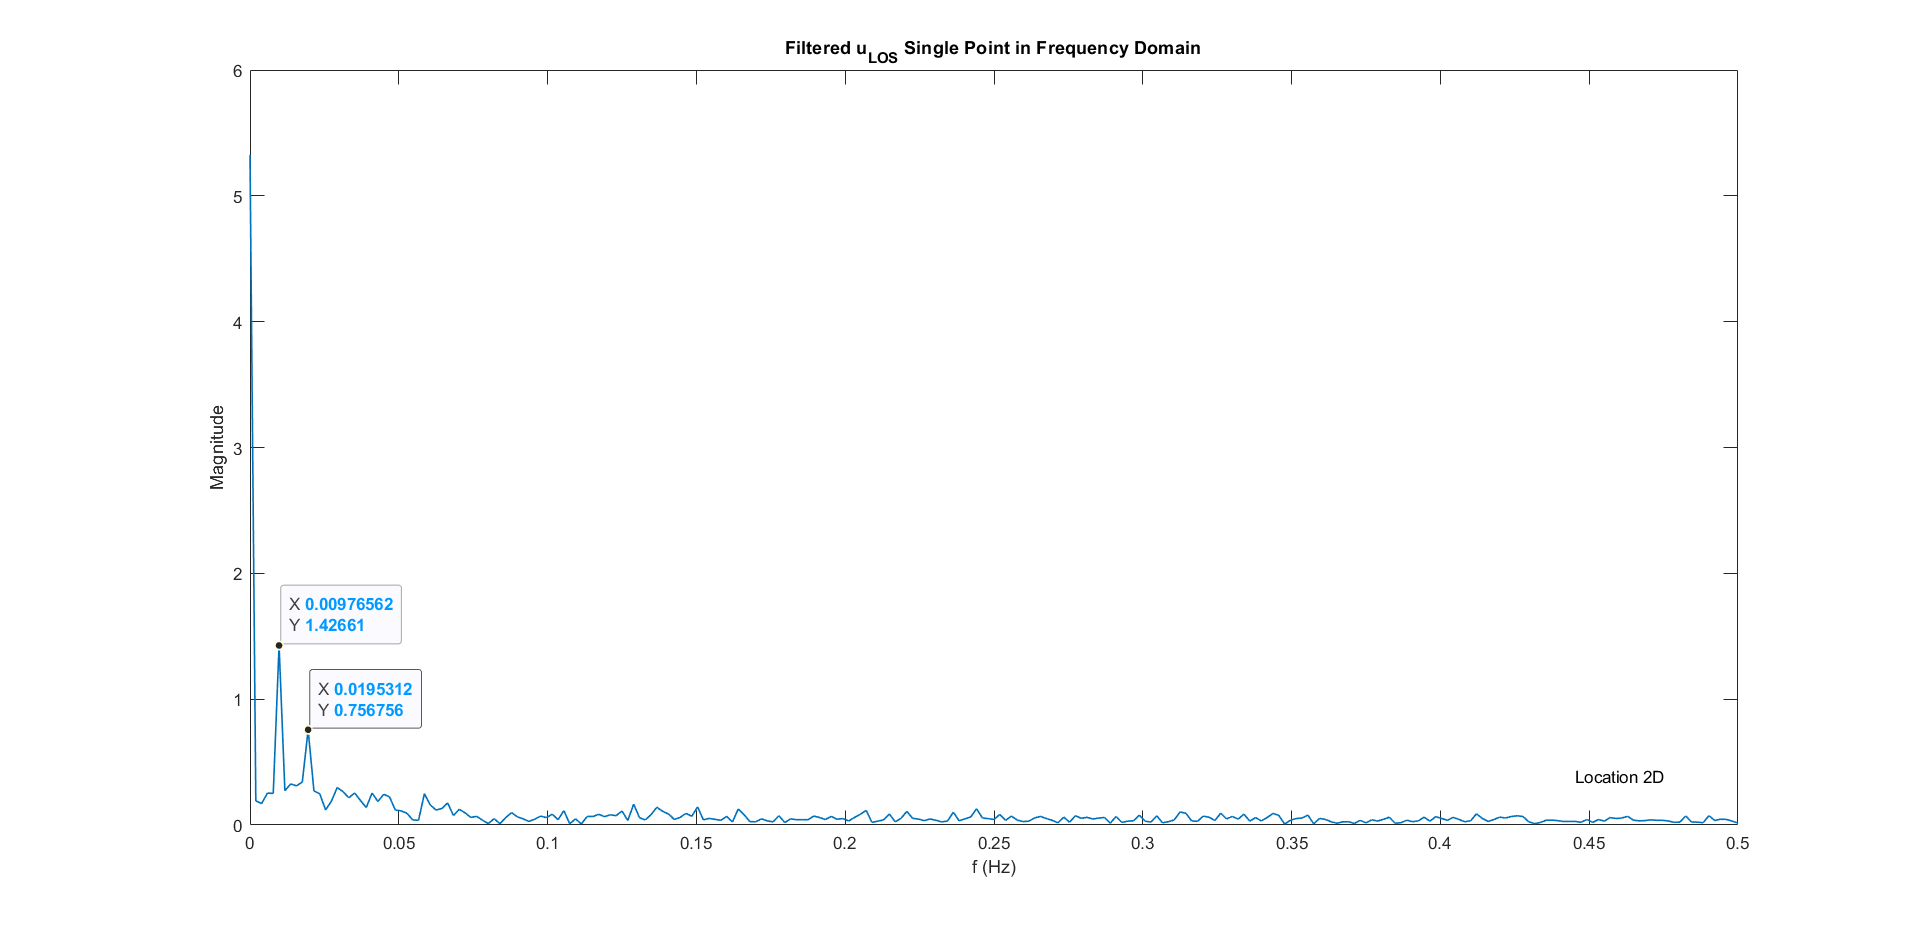 Filtered u_LOS Single Point in Frequency Domain
6
5
4
3
2
1
0
Magnitude
X 0.00976562
Y 1.42661
X 0.0195312
Y 0.756756
Location 2D
0 0.05 0.1 0.15 0.2 0.25 0.3 0.35 0.4 0.45 0.5
f (Hz)